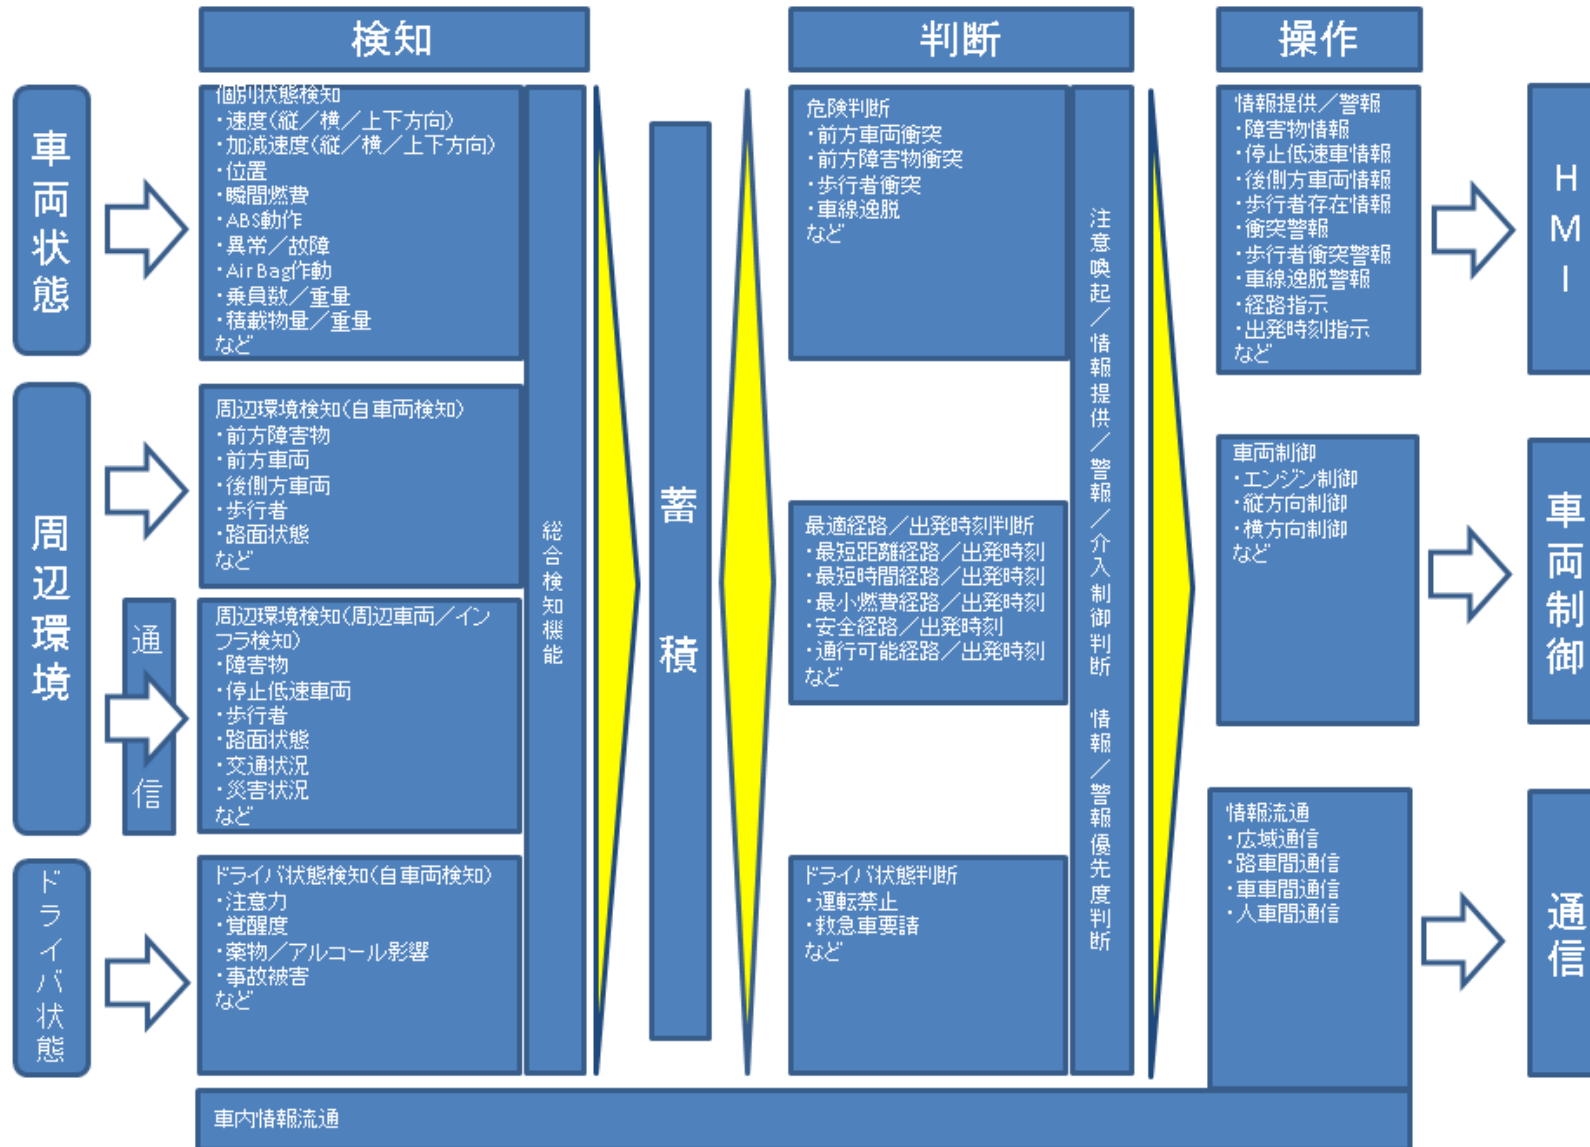 検知
判断
操作
車両状態
個別状態検知
・速度(縦／横／上下方向)
・加減速度(縦／横／上下方向)
・位置
・瞬間燃費
・ABS動作
・異常／故障
・Air Bag作動
・乗員数／重量
・積載物量／重量
など
周辺環境
周辺環境検知(自車両検知)
・前方障害物
・前方車両
・後側方車両
・歩行者
・路面状態
など
通信
周辺環境検知(周辺車両／イン
フラ検知)
・障害物
・停止低速車両
・歩行者
・路面状態
・交通状況
・災害状況
など
ドライバ状態
ドライバ状態検知(自車両検知)
・注意力
・覚醒度
・薬物／アルコール影響
・事故被害
など
総合検知機能
蓄積
危険判断
・前方車両衝突
・前方障害物衝突
・歩行者衝突
・車線逸脱
など
最適経路／出発時刻判断
・最短距離経路／出発時刻
・最短時間経路／出発時刻
・最小燃費経路／出発時刻
・安全経路／出発時刻
・通行可能経路／出発時刻
など
ドライバ状態判断
・運転禁止
・救急車要請
など
注意喚起／情報提供／警報／介入制御判断　情報／警報優先度判断
情報提供／警報
・障害物情報
・停止低速車情報
・後側方車両情報
・歩行者存在情報
・衝突警報
・歩行者衝突警報
・車線逸脱警報
・経路指示
・出発時刻指示
など
車両制御
・エンジン制御
・縦方向制御
・横方向制御
など
情報流通
・広域通信
・路車間通信
・車車間通信
・人車間通信
HMI
車両制御
通信
車内情報流通